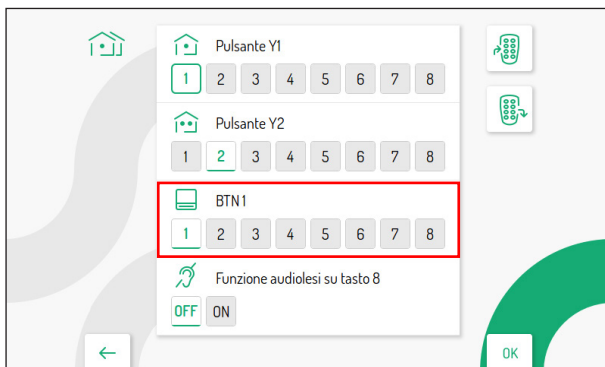 Pulsante Y1
1 2 3 4 5 6 7 8
Pulsante Y2
1 2 3 4 5 6 7 8
BTN 1
1 2 3 4 5 6 7 8
Funzione audiolesi su tasto 8
OFF ON
OK